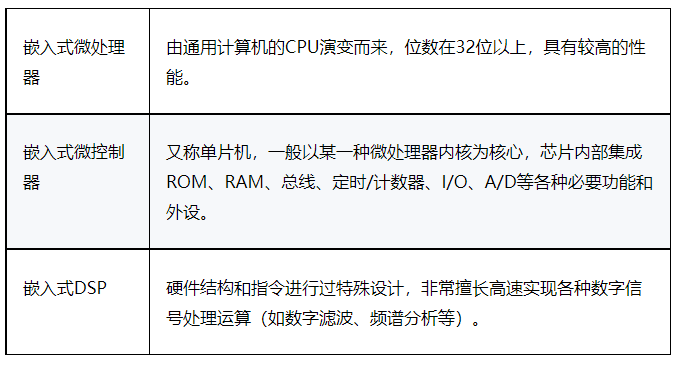 嵌入式微处理
器
由通用计算机的CPU演变而来，位数在32位以上，具有较高的性
能。
嵌入式微控制
器
又称单片机，一般以某一种微处理器内核为核心，芯片内部集成
ROM、RAM、总线、定时/计数器、I/O、A/D等各种必要功能和
外设。
嵌入式DSP
硬件结构和指令进行过特殊设计，非常擅长高速实现各种数字信
号处理运算（如数字滤波、频谱分析等）。